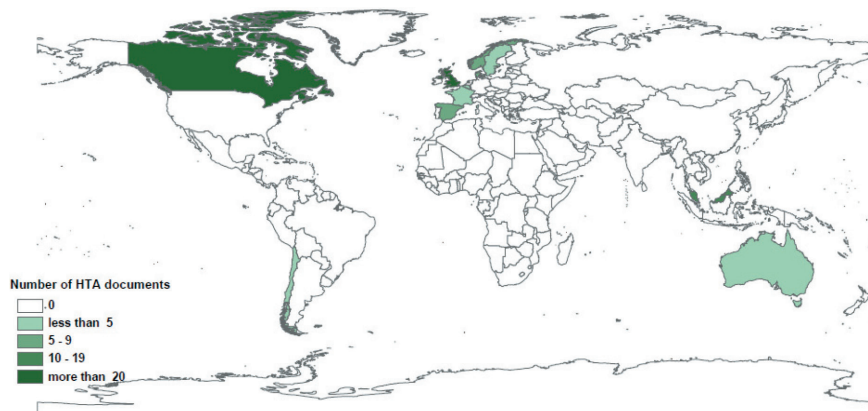 Number of HTA documents
0
less than 5
5 - 9
10 - 19
more than 20